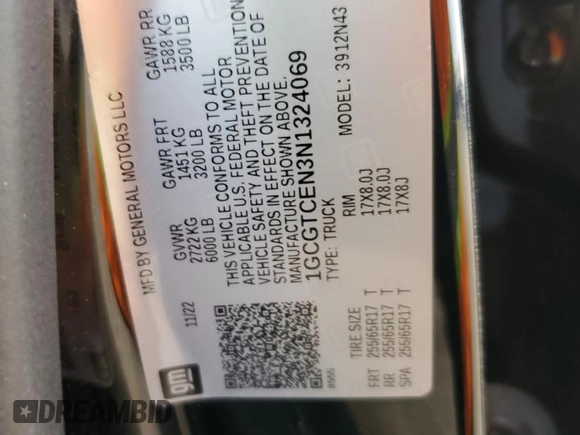 MFD BY GENERAL MOTORS LLC
GVWR GAWR FRT GAWR RR
2722 KG 1451 KG 1588 KG
6000 LB 3200 LB 3500 LB
11/22
THIS VEHICLE CONFORMS TO ALL
APPLICABLE U.S. FEDERAL MOTOR
VEHICLE SAFETY AND THEFT PREVENTION
STANDARDS IN EFFECT ON THE DATE OF
MANUFACTURE SHOWN ABOVE.
1GCGTCEN3N1324069
TYPE: TRUCK MODEL: 3912N43
TIRE SIZE RIM
FRT 255/65R17 T 17X8.0J
RR 255/65R17 T 17X8.0J
SPA 255/65R17 T 17X8J
gm
DREAMBID